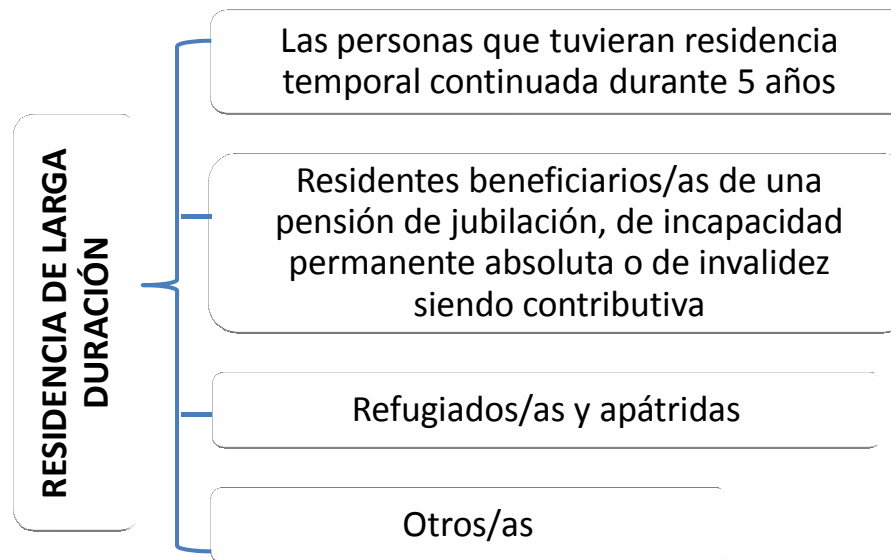 RESIDENCIA DE LARGA
DURACIÓN
Las personas que tuvieran residencia
temporal continuada durante 5 años
Residentes beneficiarios/as de una
pensión de jubilación, de incapacidad
permanente absoluta o de invalidez
siendo contributiva
Refugiados/as y apátridas
Otros/as